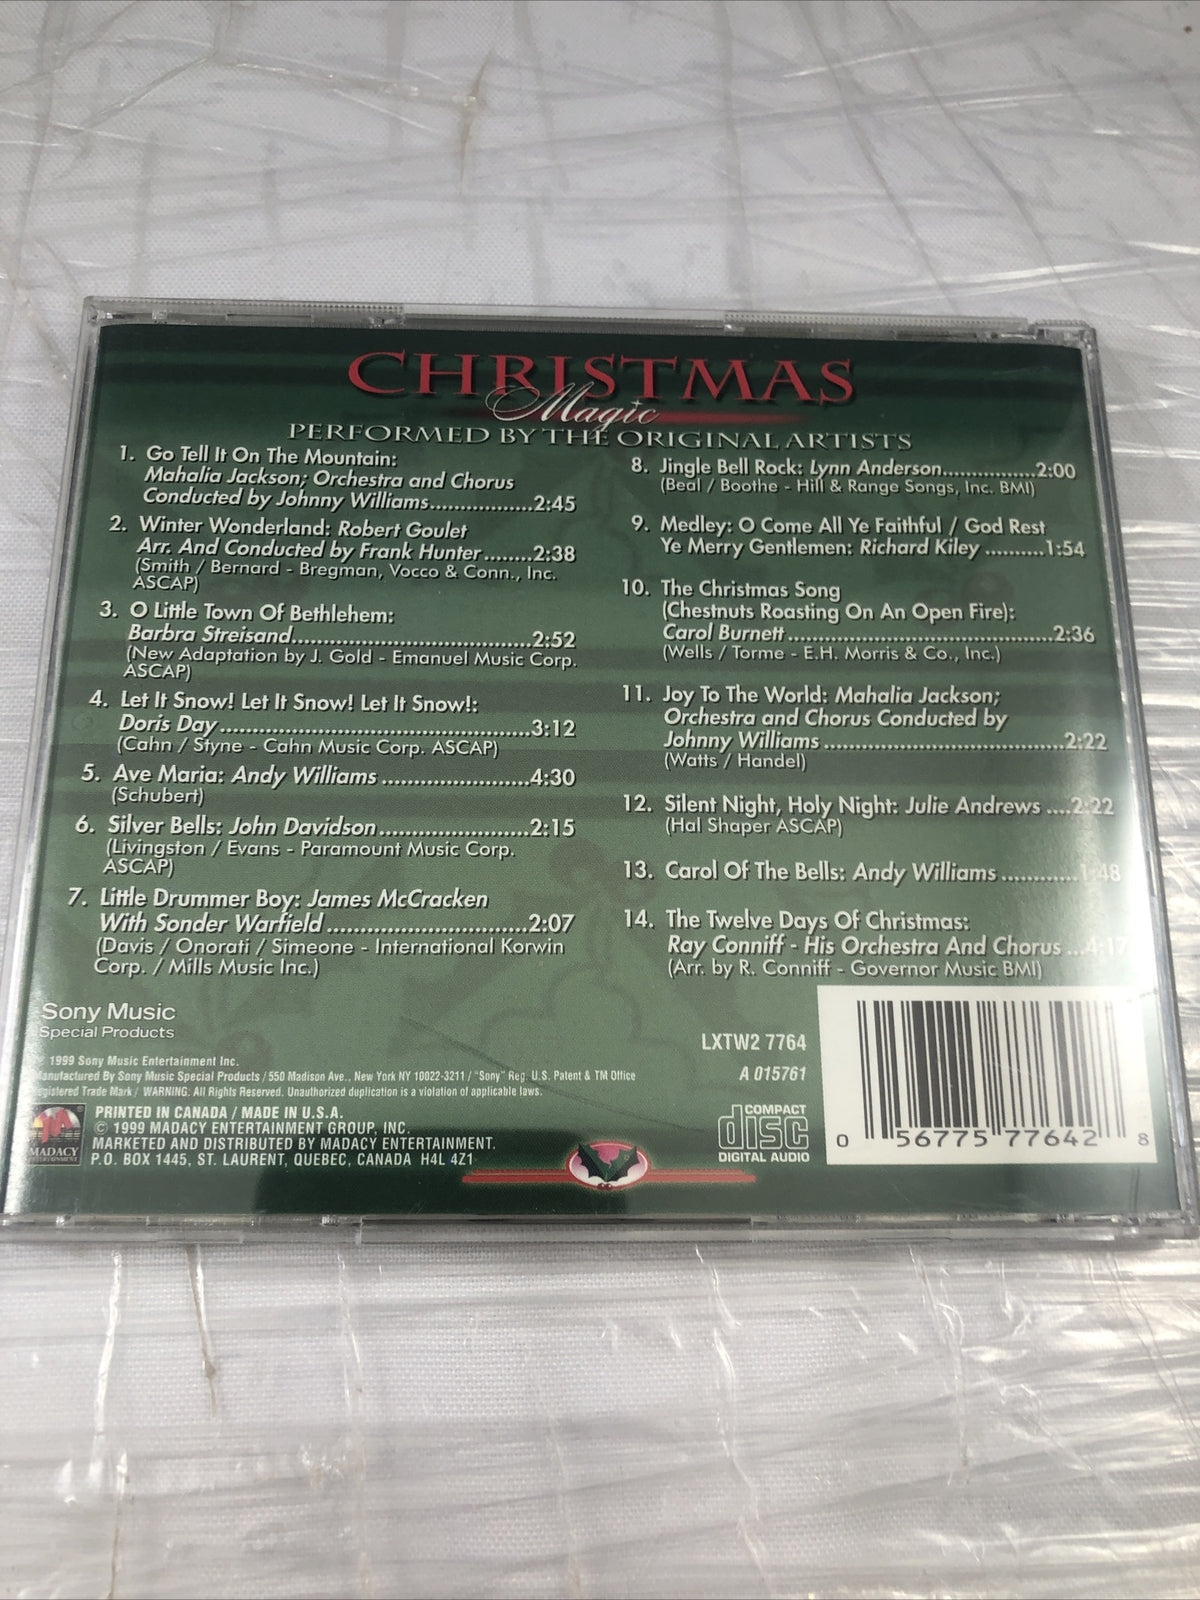 CHRISTMAS
Magic
PERFORMED BY THE ORIGINAL ARTISTS
1. Go Tell It On The Mountain:
Mahalia Jackson; Orchestra and Chorus
Conducted by Johnny Williams..................2:45
2. Winter Wonderland: Robert Goulet
Arr. And Conducted by Frank Hunter........2:38
(Smith / Bernard - Bregman, Vocco & Conn., Inc.
ASCAP)
3. O Little Town Of Bethlehem:
Barbra Streisand..........................................2:52
(New Adaptation by J. Gold - Emanuel Music Corp.
ASCAP)
4. Let It Snow! Let It Snow! Let It Snow!:
Doris Day......................................................3:12
(Cahn / Styne - Cahn Music Corp. ASCAP)
5. Ave Maria: Andy Williams .........................4:30
(Schubert)
6. Silver Bells: John Davidson.........................2:15
(Livingston / Evans - Paramount Music Corp.
ASCAP)
7. Little Drummer Boy: James McCracken
With Sonder Warfield .................................2:07
(Davis / Onorati / Simeone - International Korwin
Corp. / Mills Music Inc.)
8. Jingle Bell Rock: Lynn Anderson................2:00
(Beal / Boothe - Hill & Range Songs, Inc. BMI)
9. Medley: O Come All Ye Faithful / God Rest
Ye Merry Gentlemen: Richard Kiley ..........1:54
10. The Christmas Song
(Chestnuts Roasting On An Open Fire):
Carol Burnett .............................................2:36
(Wells / Torme - E.H. Morris & Co., Inc.)
11. Joy To The World: Mahalia Jackson;
Orchestra and Chorus Conducted by
Johnny Williams .........................................2:22
(Watts / Handel)
12. Silent Night, Holy Night: Julie Andrews ....2:22
(Hal Shaper ASCAP)
13. Carol Of The Bells: Andy Williams ............1:48
14. The Twelve Days Of Christmas:
Ray Conniff - His Orchestra And Chorus ...4:17
(Arr. by R. Conniff - Governor Music BMI)
Sony Music
Special Products
1999 Sony Music Entertainment Inc.
Manufactured By Sony Music Special Products / 550 Madison Ave., New York NY 10022-3211 / "Sony" Reg. U.S. Patent & TM Office
Registered Trade Mark / WARNING: All Rights Reserved. Unauthorized duplication is a violation of applicable laws.
MADACY
ENTERTAINMENT
PRINTED IN CANADA / MADE IN U.S.A.
© 1999 MADACY ENTERTAINMENT GROUP, INC.
MARKETED AND DISTRIBUTED BY MADACY ENTERTAINMENT.
P.O. BOX 1445, ST. LAURENT, QUEBEC, CANADA H4L 4Z1
LXTW2 7764
A 015761
COMPACT
disc
DIGITAL AUDIO
0 56775 77642 8